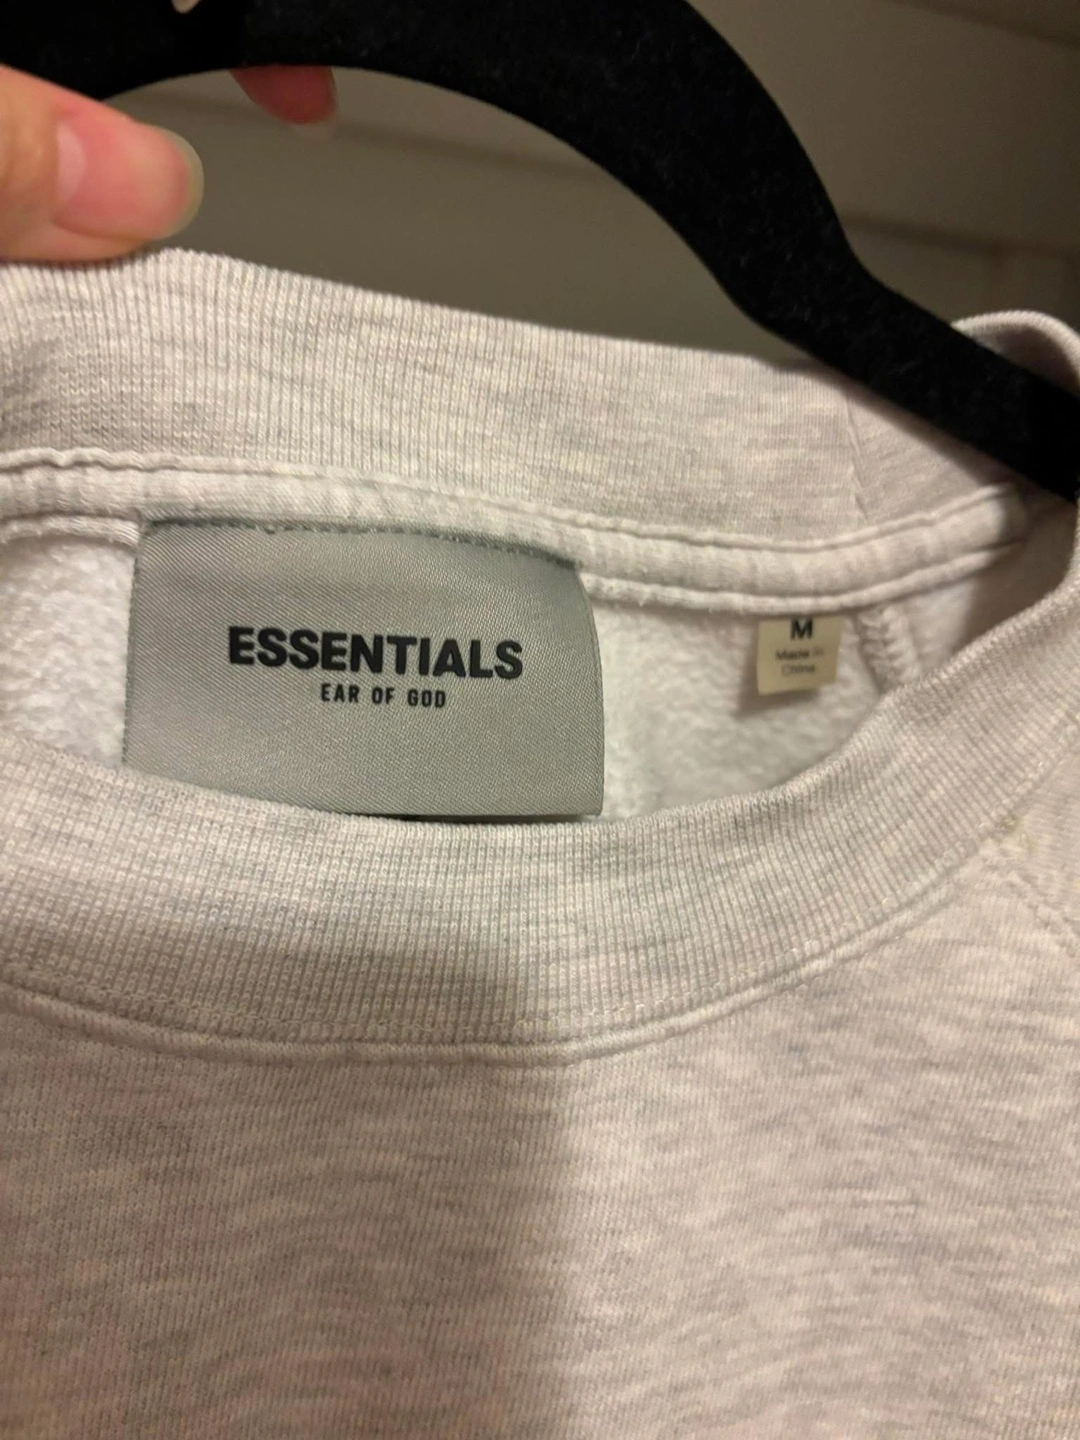 ESSENTIALS
EAR OF GOD
M
Made in
China